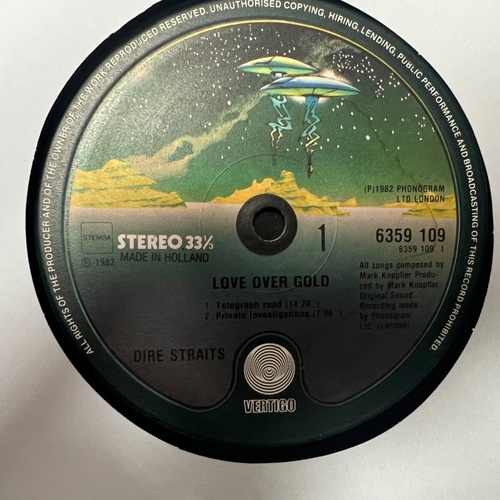 ALL RIGHTS OF THE PRODUCER AND OF THE OWNER OF THE WORK REPRODUCED RESERVED. UNAUTHORISED COPYING, HIRING, LENDING, PUBLIC PERFORMANCE AND BROADCASTING OF THIS RECORD PROHIBITED.
(P)1982 PHONOGRAM
LTD. LONDON
STEMRA
STEREO 33⅓
1
6359 109
Ⓟ 1982
MADE IN HOLLAND
6359 109 1
LOVE OVER GOLD
All songs composed by
Mark Knopfler Produ-
ced by Mark Knopfler.
Original Sound
Recording made
by Phonogram
Ltd. (London)
1 Telegraph road (14'20")
2 Private investigations
DIRE STRAITS
VERTIGO